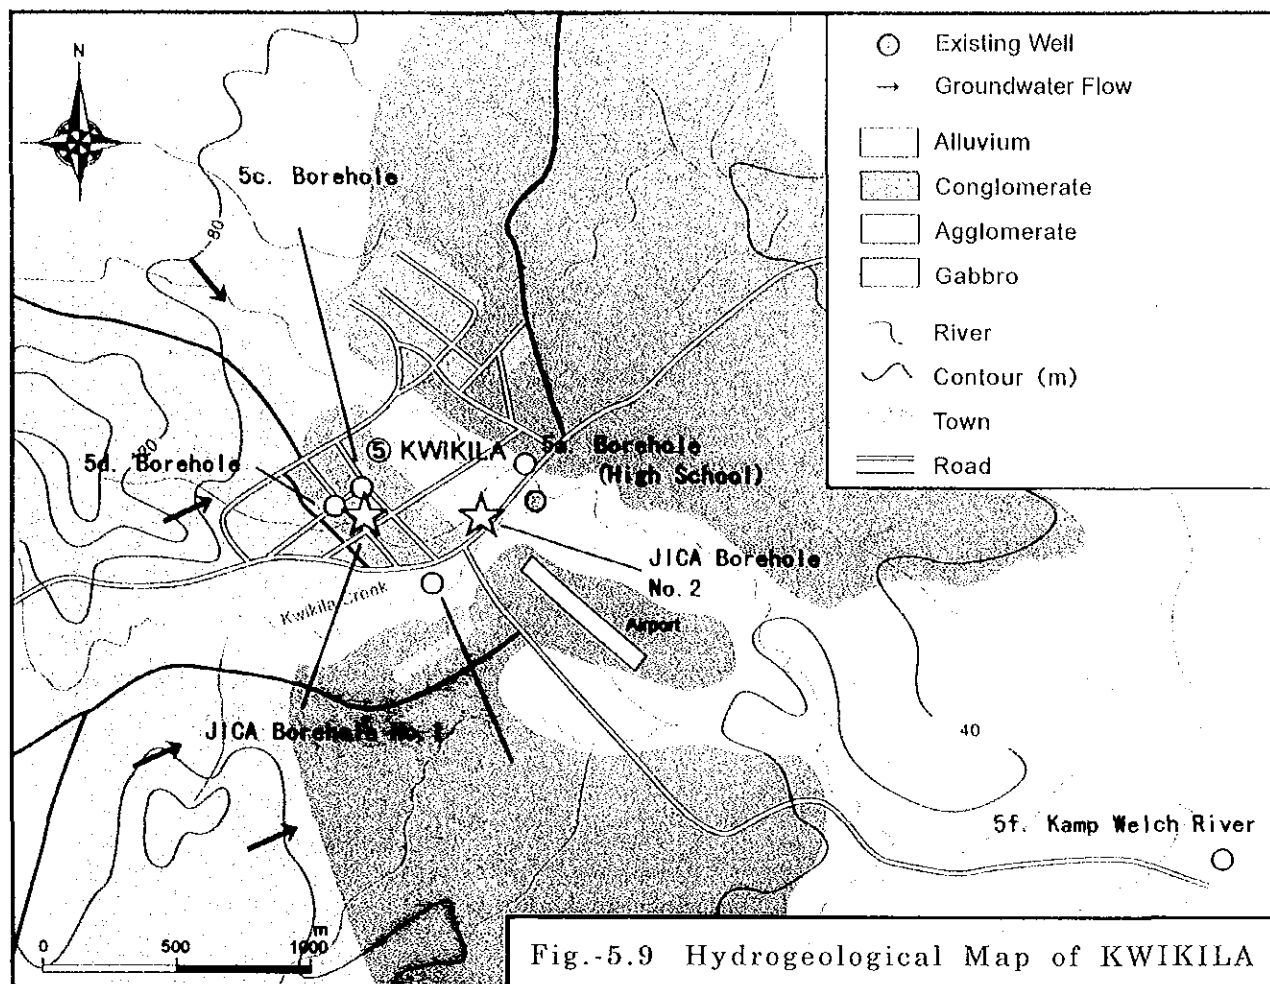 N
Existing Well
Groundwater Flow
Alluvium
Conglomerate
Agglomerate
Gabbro
River
Contour (m)
Town
Road
5c. Borehole
80
5d. Borehole
⑤ KWIKILA
5a. Borehole
(High School)
JICA Borehole
No.2
Kwikila Creek
Airport
JICA Borehole No.1
40
5f. Kamp Welch River
0 500 1000 m
Fig.-5.9 Hydrogeological Map of KWIKILA